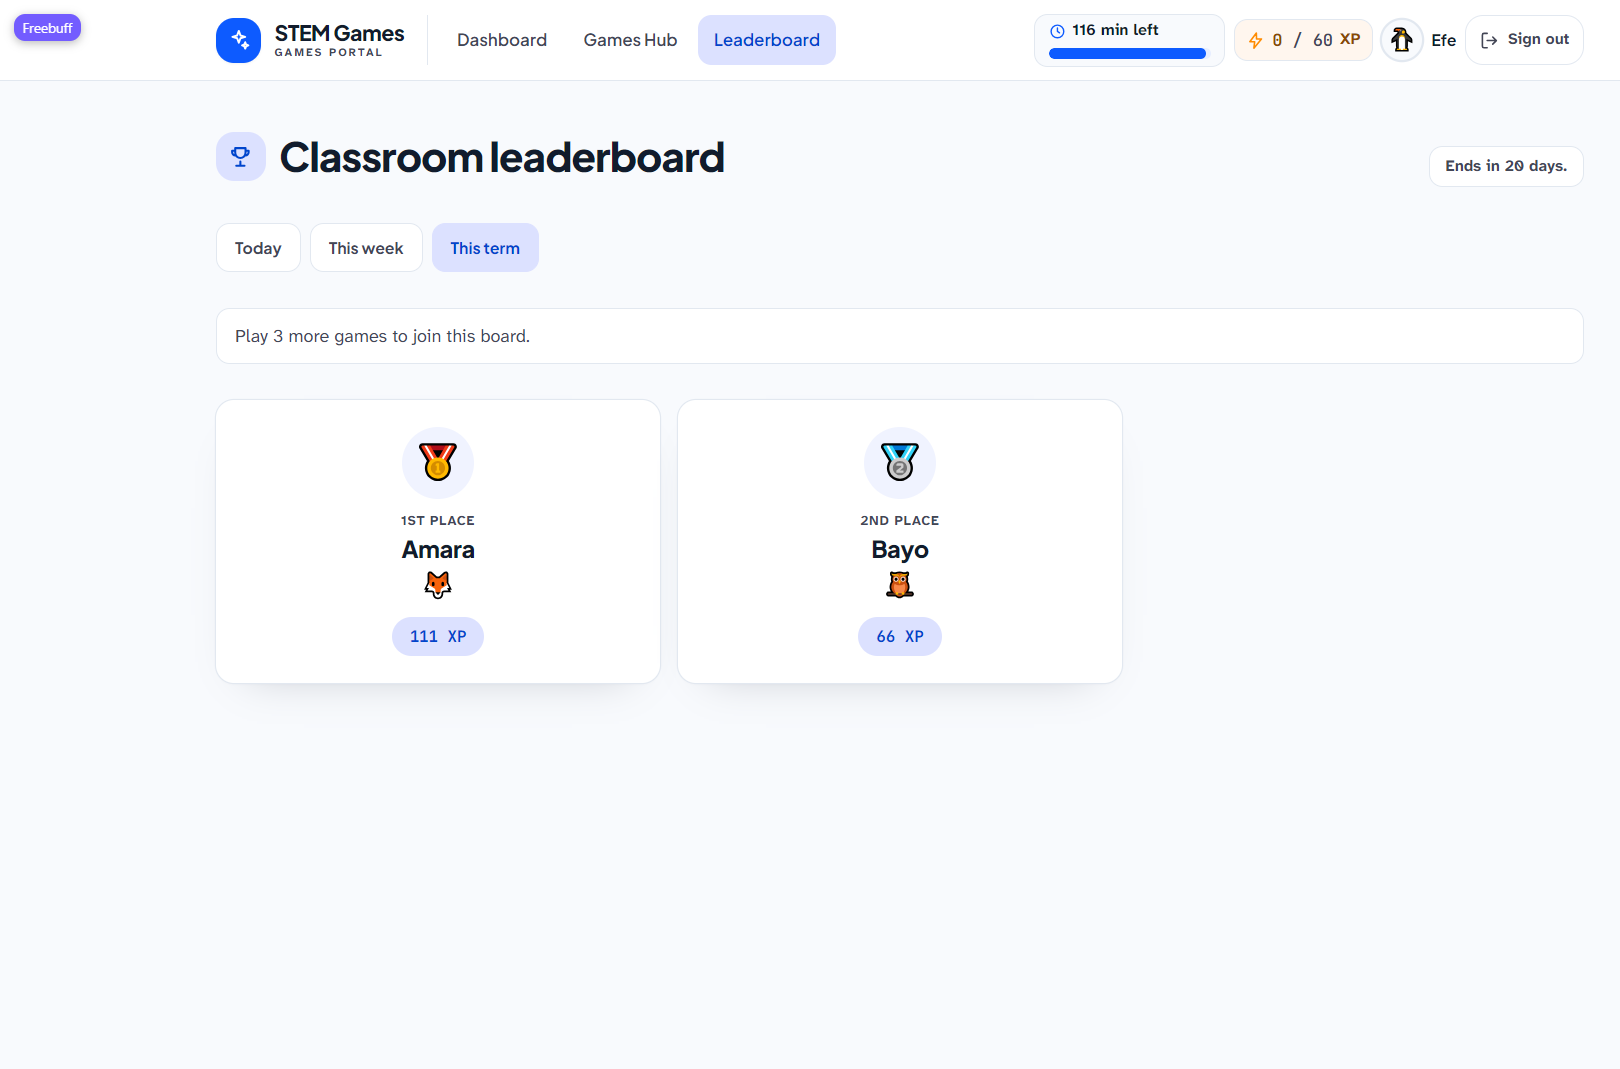 Freebuff
STEM Games
GAMES PORTAL
Dashboard
Games Hub
Leaderboard
116 min left
0 / 60 XP
Efe
Sign out
Classroom leaderboard
Ends in 20 days.
Today
This week
This term
Play 3 more games to join this board.
1
1ST PLACE
Amara
111 XP
2
2ND PLACE
Bayo
66 XP